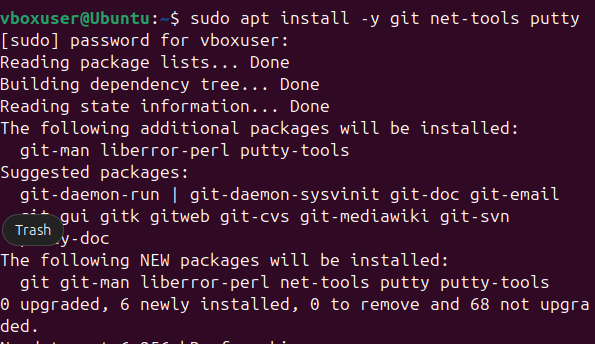 vboxuser@Ubuntu:~$ sudo apt install -y git net-tools putty
[sudo] password for vboxuser:
Reading package lists... Done
Building dependency tree... Done
Reading state information... Done
The following additional packages will be installed:
  git-man liberror-perl putty-tools
Suggested packages:
  git-daemon-run | git-daemon-sysvinit git-doc git-email
gui gitk gitweb git-cvs git-mediawiki git-svn
Trash
-doc
The following NEW packages will be installed:
  git git-man liberror-perl net-tools putty putty-tools
0 upgraded, 6 newly installed, 0 to remove and 68 not upgra
ded.